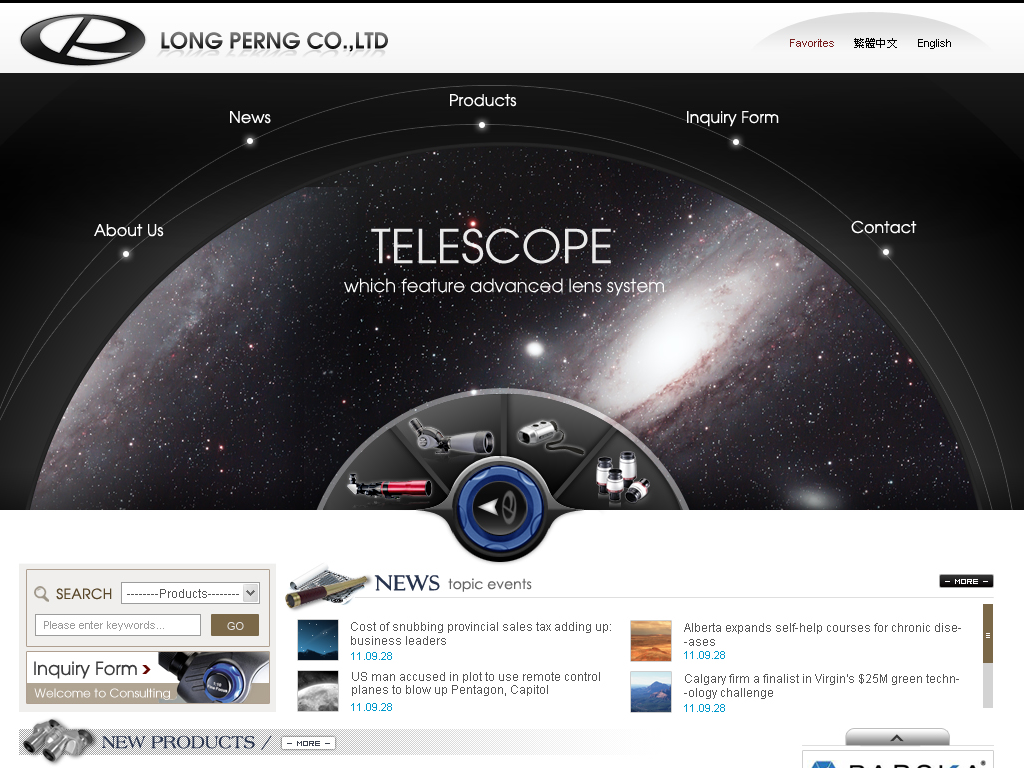 LONG PERNG CO.,LTD
Favorites 繁體中文 English
Products
News
Inquiry Form
About Us
Contact
TELESCOPE
which feature advanced lens system
SEARCH
--------Products--------
Please enter keywords...
GO
Inquiry Form
Welcome to Consulting
NEWS topic events
MORE
Cost of snubbing provincial sales tax adding up:
business leaders
11.09.28
Alberta expands self-help courses for chronic dise-
-ases
11.09.28
US man accused in plot to use remote control
planes to blow up Pentagon, Capitol
11.09.28
Calgary firm a finalist in Virgin's $25M green techn-
-ology challenge
11.09.28
NEW PRODUCTS /
MORE